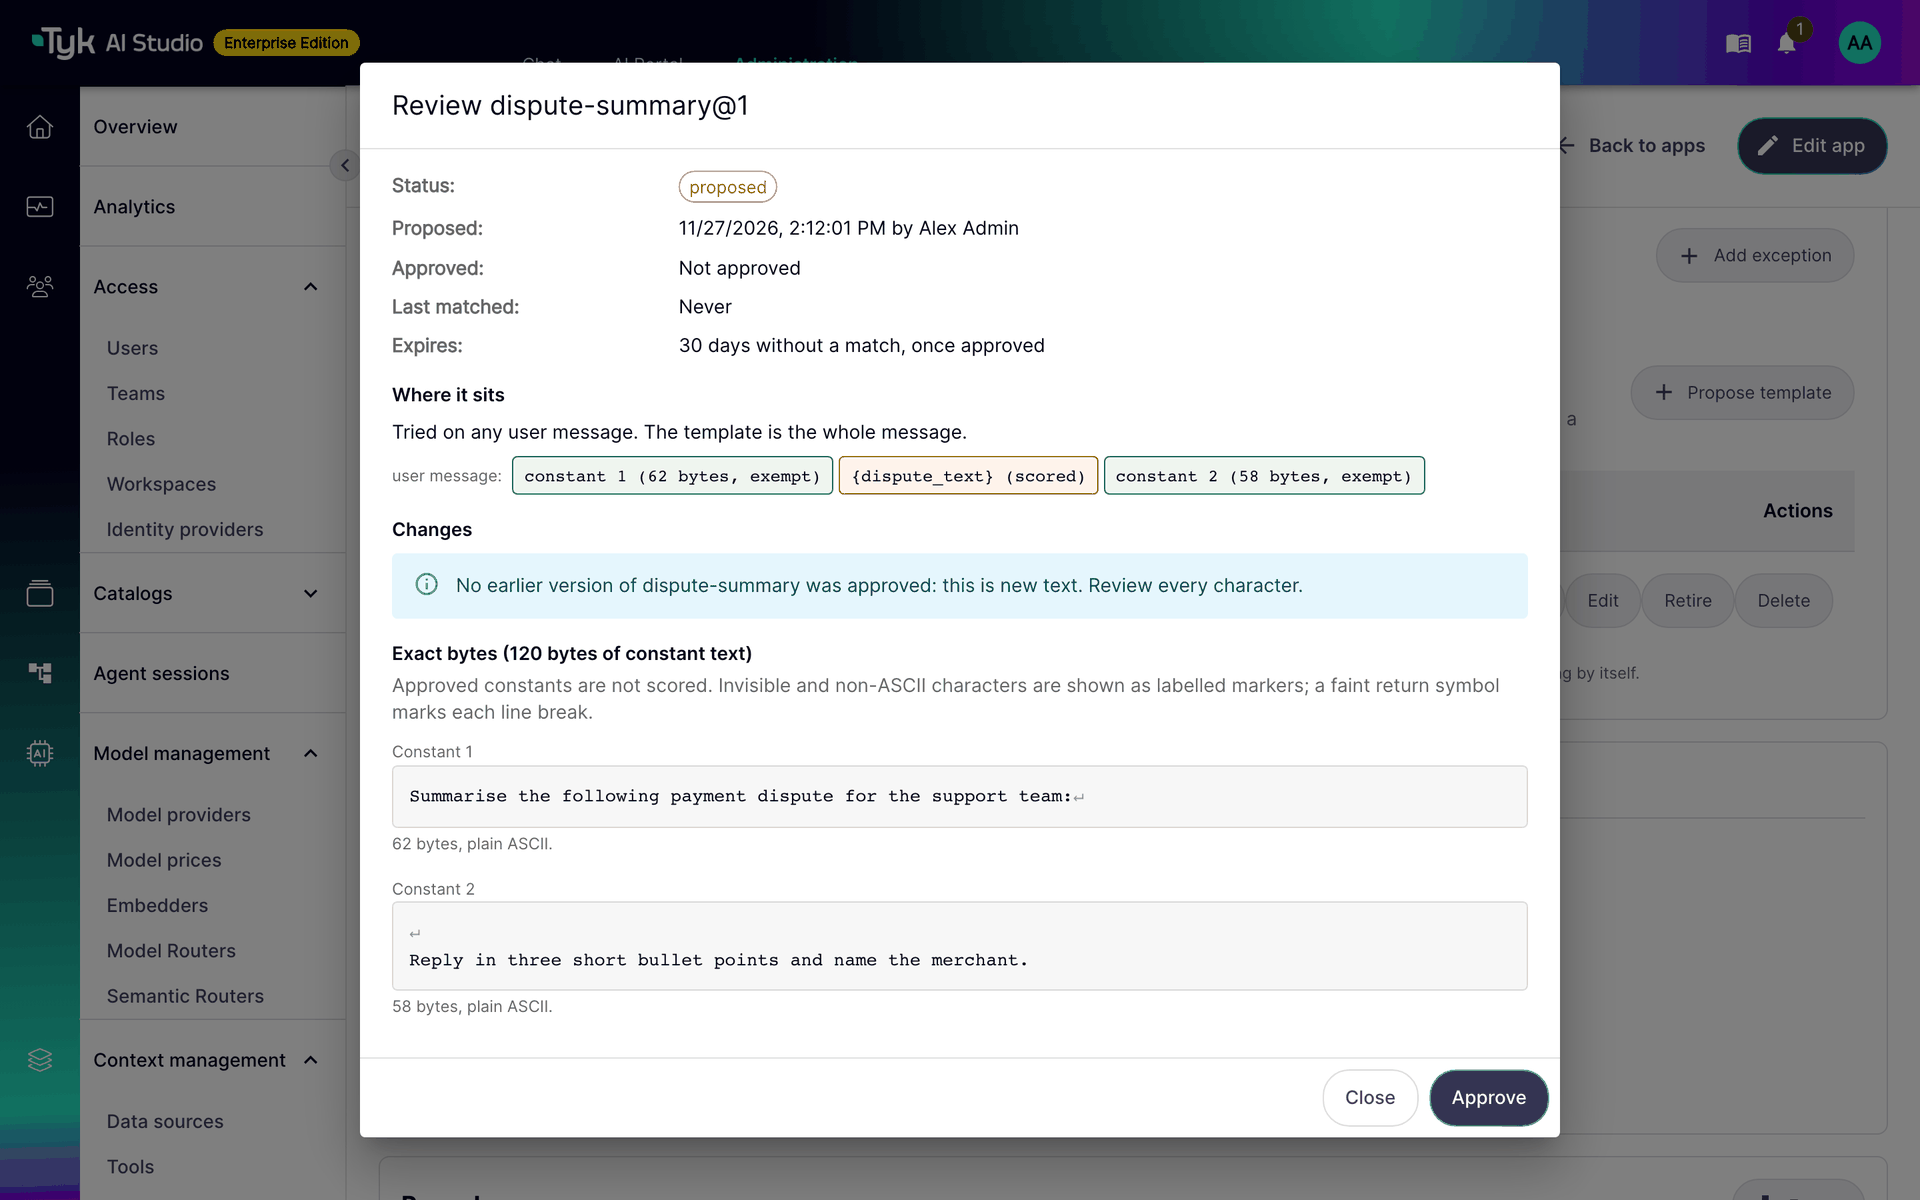 Tyk AI Studio Enterprise Edition
Chat AI Portal Administration
1
AA
Overview
Analytics
Access
Users
Teams
Roles
Workspaces
Identity providers
Catalogs
Agent sessions
Model management
Model providers
Model prices
Embedders
Model Routers
Semantic Routers
Context management
Data sources
Tools
AI
Back to apps
Edit app
Add exception
Propose template
a
Actions
Edit Retire Delete
by itself.
Review dispute-summary@1
Status: proposed
Proposed: 11/27/2026, 2:12:01 PM by Alex Admin
Approved: Not approved
Last matched: Never
Expires: 30 days without a match, once approved
Where it sits
Tried on any user message. The template is the whole message.
user message: constant 1 (62 bytes, exempt) {dispute_text} (scored) constant 2 (58 bytes, exempt)
Changes
No earlier version of dispute-summary was approved: this is new text. Review every character.
Exact bytes (120 bytes of constant text)
Approved constants are not scored. Invisible and non-ASCII characters are shown as labelled markers; a faint return symbol
marks each line break.
Constant 1
Summarise the following payment dispute for the support team:↵
62 bytes, plain ASCII.
Constant 2
↵
Reply in three short bullet points and name the merchant.
58 bytes, plain ASCII.
Close Approve